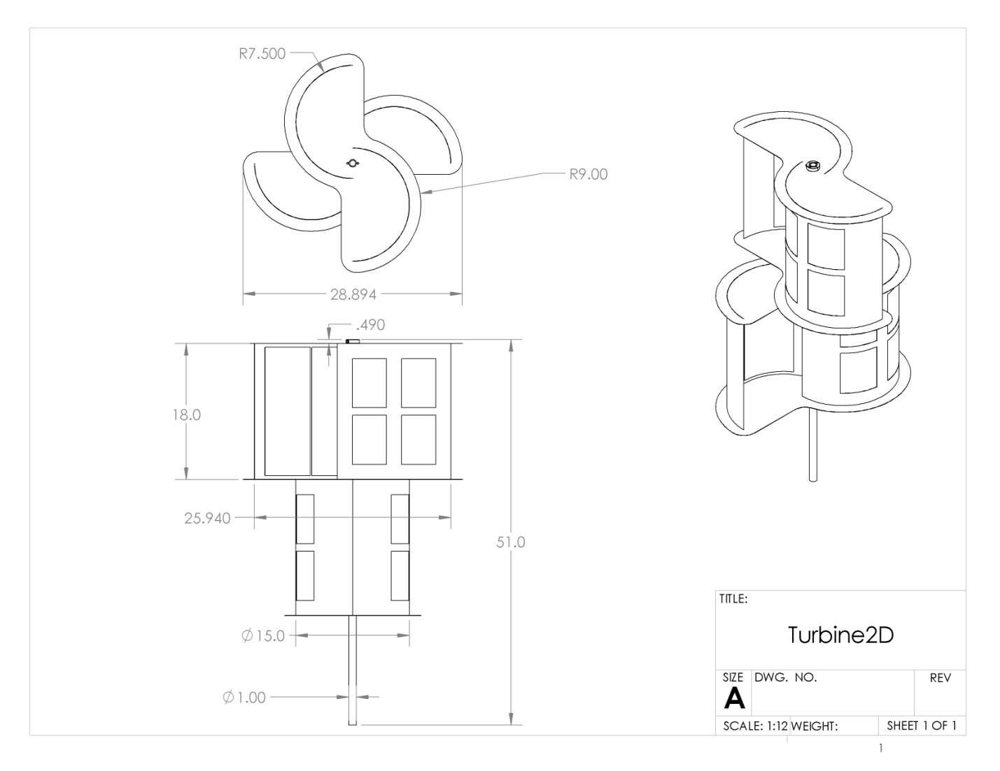 R7.500
R9.00
28.894
.490
18.0
25.940
51.0
∅15.0
∅1.00
TITLE:
Turbine2D
SIZE DWG. NO. REV
A
SCALE: 1:12 WEIGHT: SHEET 1 OF 1
1